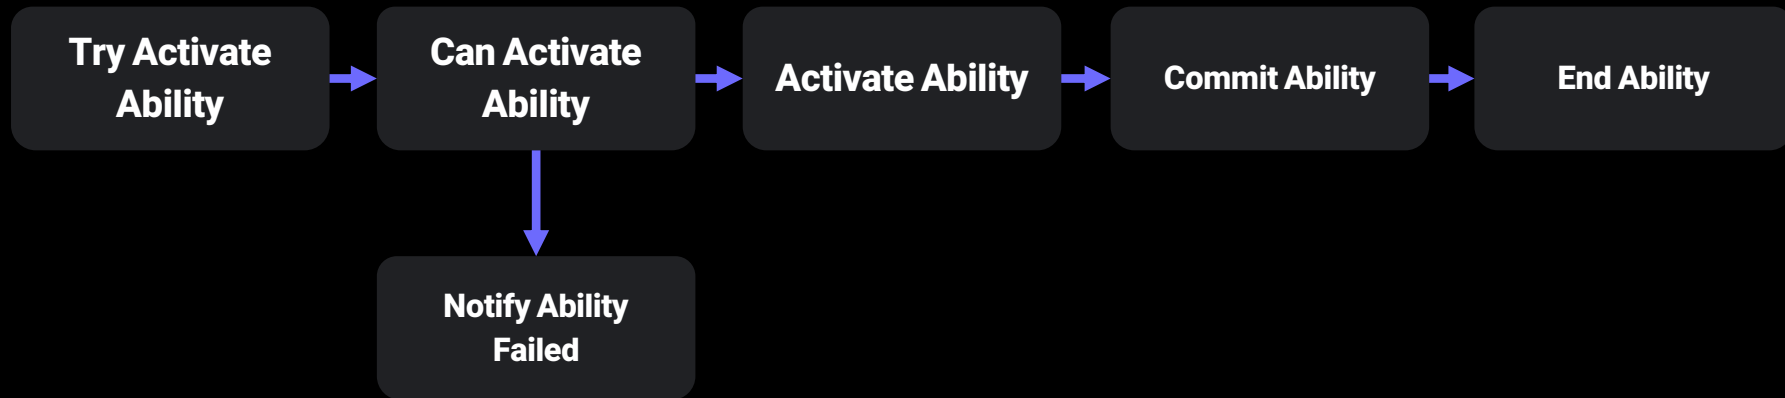 Try Activate
Ability
Can Activate
Ability
Activate Ability
Commit Ability
End Ability
Notify Ability
Failed